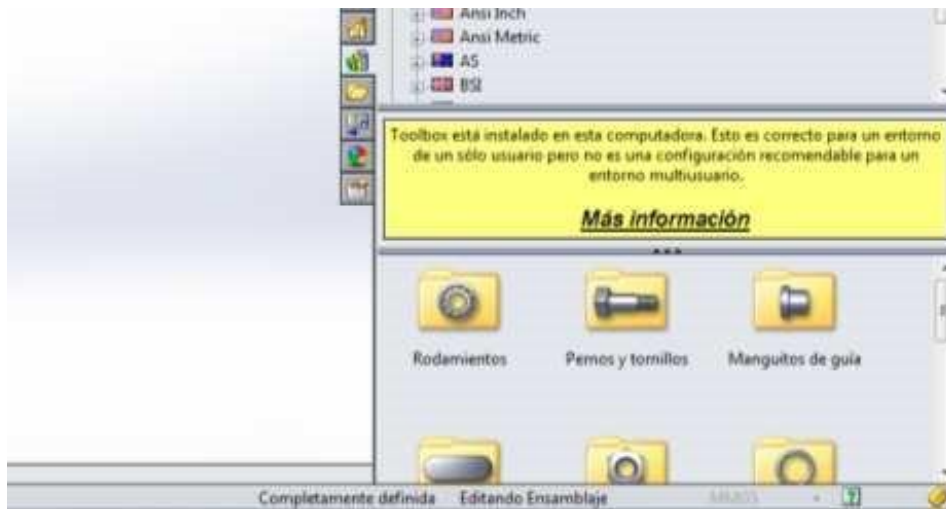 Ansi Inch
Ansi Metric
AS
BSI
Toolbox está instalado en esta computadora. Esto es correcto para un entorno
de un sólo usuario pero no es una configuración recomendable para un
entorno multiusuario.
Más información
Rodamientos
Pernos y tornillos
Manguitos de guía
Completamente definida
Editando Ensamblaje